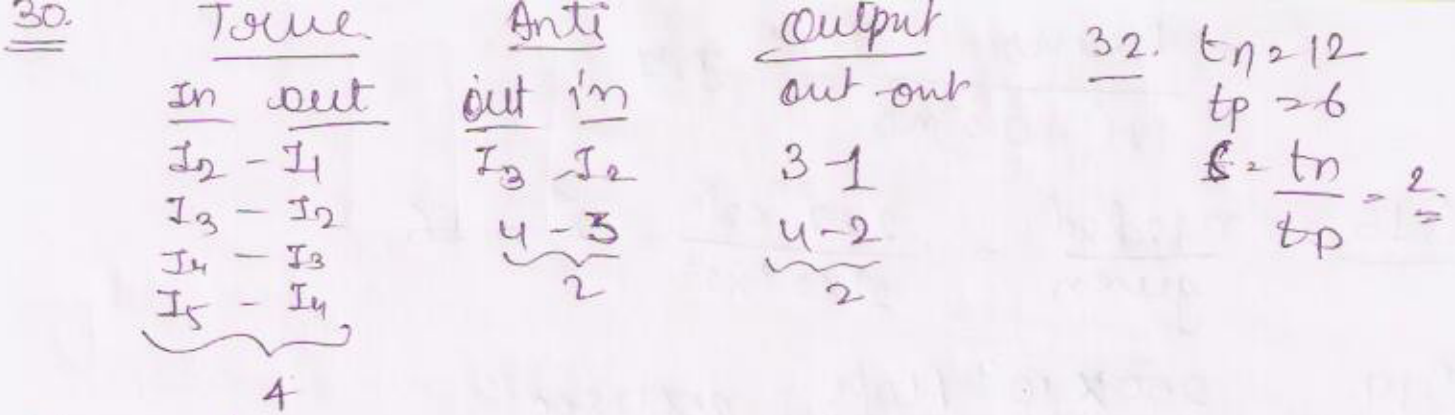 30. True Anti Output
In out out in out-out
I2 - I1 I3 - I2 3-1
I3 - I2 4-3 4-2
I4 - I3 2 2
I5 - I4
4
32. tn = 12
tp = 6
S = tn/tp = 2